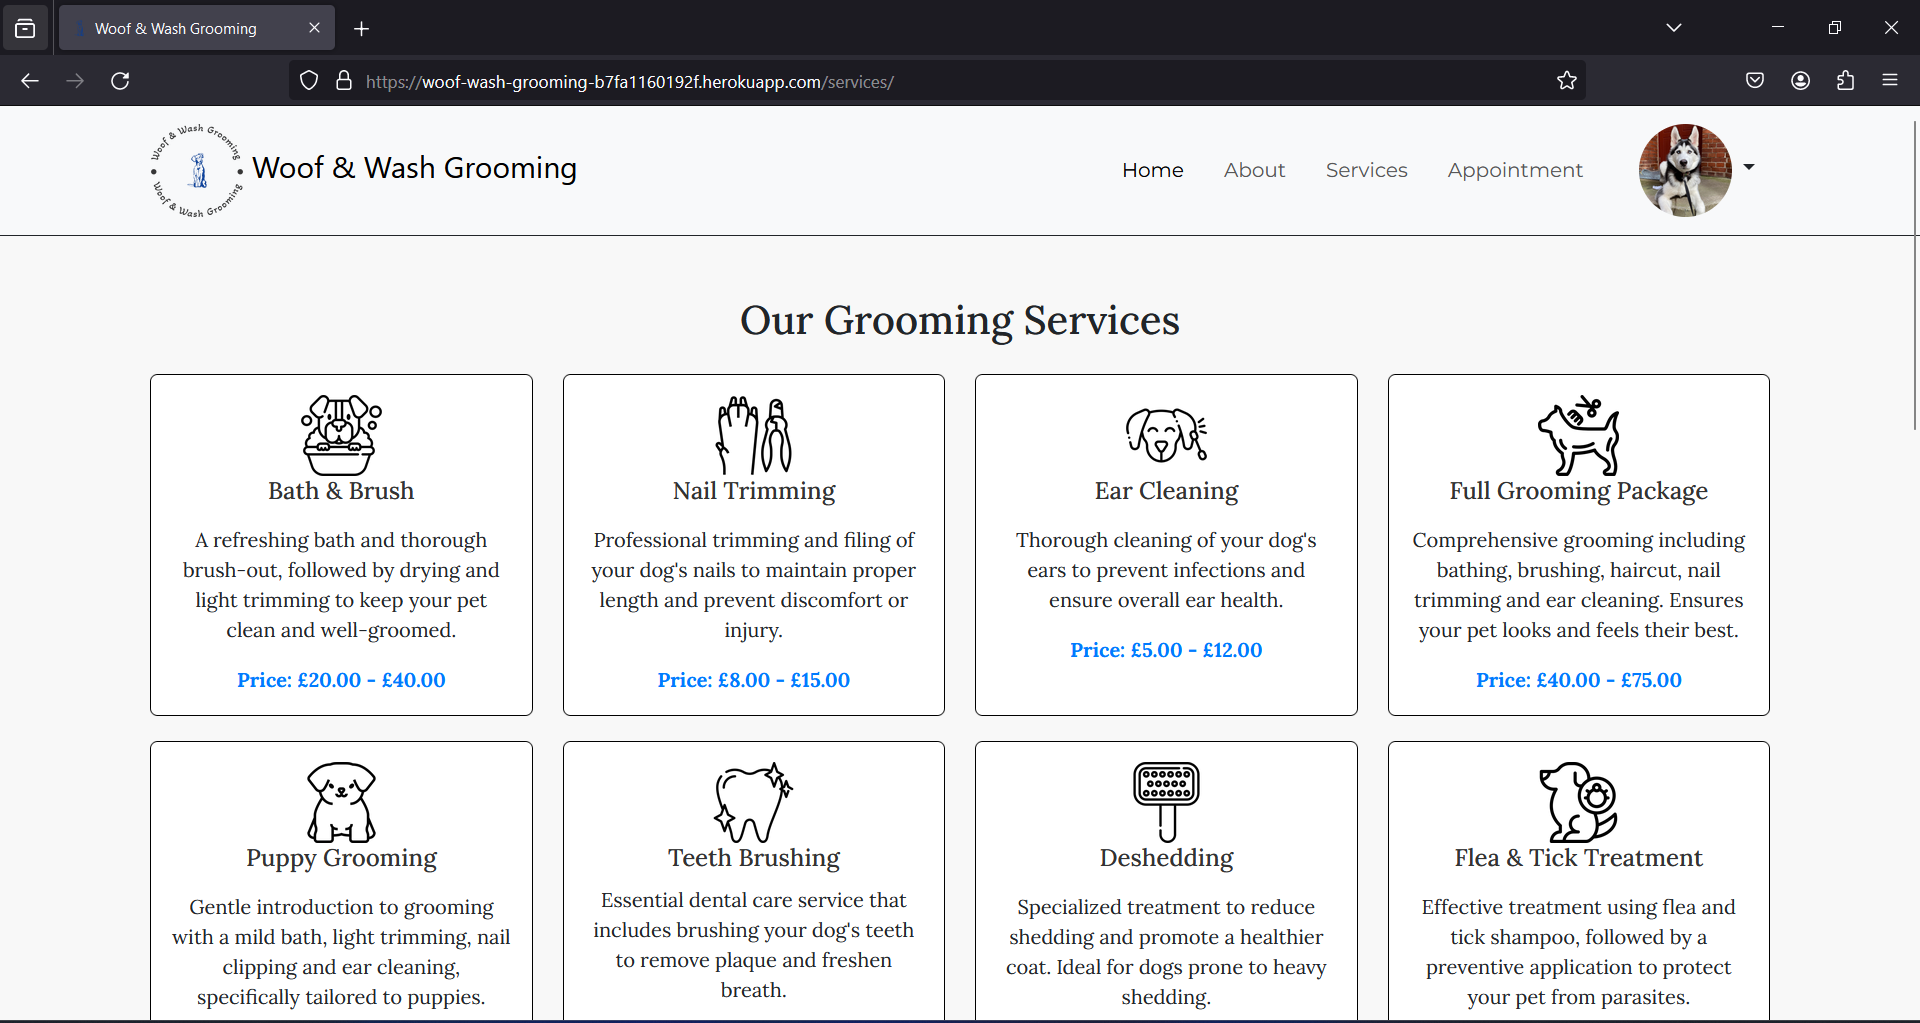 Woof & Wash Grooming
https://woof-wash-grooming-b7fa1160192f.herokuapp.com/services/
Woof & Wash Grooming
Woof & Wash Grooming
Woof & Wash Grooming
Home
About
Services
Appointment
Our Grooming Services
Bath & Brush
A refreshing bath and thorough
brush-out, followed by drying and
light trimming to keep your pet
clean and well-groomed.
Price: £20.00 - £40.00
Nail Trimming
Professional trimming and filing of
your dog's nails to maintain proper
length and prevent discomfort or
injury.
Price: £8.00 - £15.00
Ear Cleaning
Thorough cleaning of your dog's
ears to prevent infections and
ensure overall ear health.
Price: £5.00 - £12.00
Full Grooming Package
Comprehensive grooming including
bathing, brushing, haircut, nail
trimming and ear cleaning. Ensures
your pet looks and feels their best.
Price: £40.00 - £75.00
Puppy Grooming
Gentle introduction to grooming
with a mild bath, light trimming, nail
clipping and ear cleaning,
specifically tailored to puppies.
Teeth Brushing
Essential dental care service that
includes brushing your dog's teeth
to remove plaque and freshen
breath.
Deshedding
Specialized treatment to reduce
shedding and promote a healthier
coat. Ideal for dogs prone to heavy
shedding.
Flea & Tick Treatment
Effective treatment using flea and
tick shampoo, followed by a
preventive application to protect
your pet from parasites.